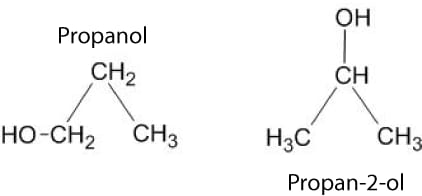 Propanol
CH₂
HO-CH₂
CH₃
OH
CH
H₃C
CH₃
Propan-2-ol